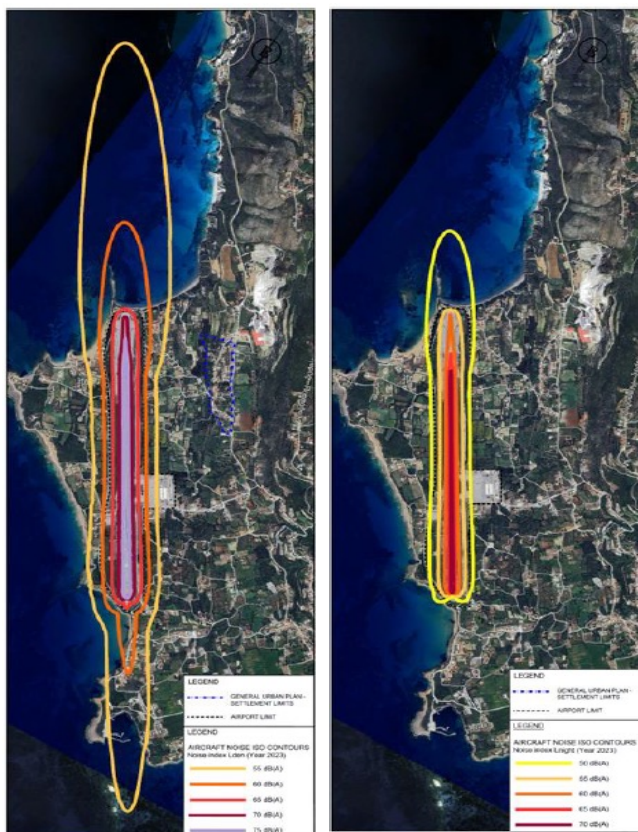 LEGEND
GENERAL URBAN PLAN -
SETTLEMENT LIMITS
AIRPORT LIMIT
LEGEND
AIRCRAFT NOISE ISO CONTOURS
Noise index Lden (Year 2023)
55 dB(A)
60 dB(A)
65 dB(A)
70 dB(A)
75 dB(A)
LEGEND
GENERAL URBAN PLAN -
SETTLEMENT LIMITS
AIRPORT LIMIT
LEGEND
AIRCRAFT NOISE ISO CONTOURS
Noise index Lnight (Year 2023)
50 dB(A)
55 dB(A)
60 dB(A)
65 dB(A)
70 dB(A)